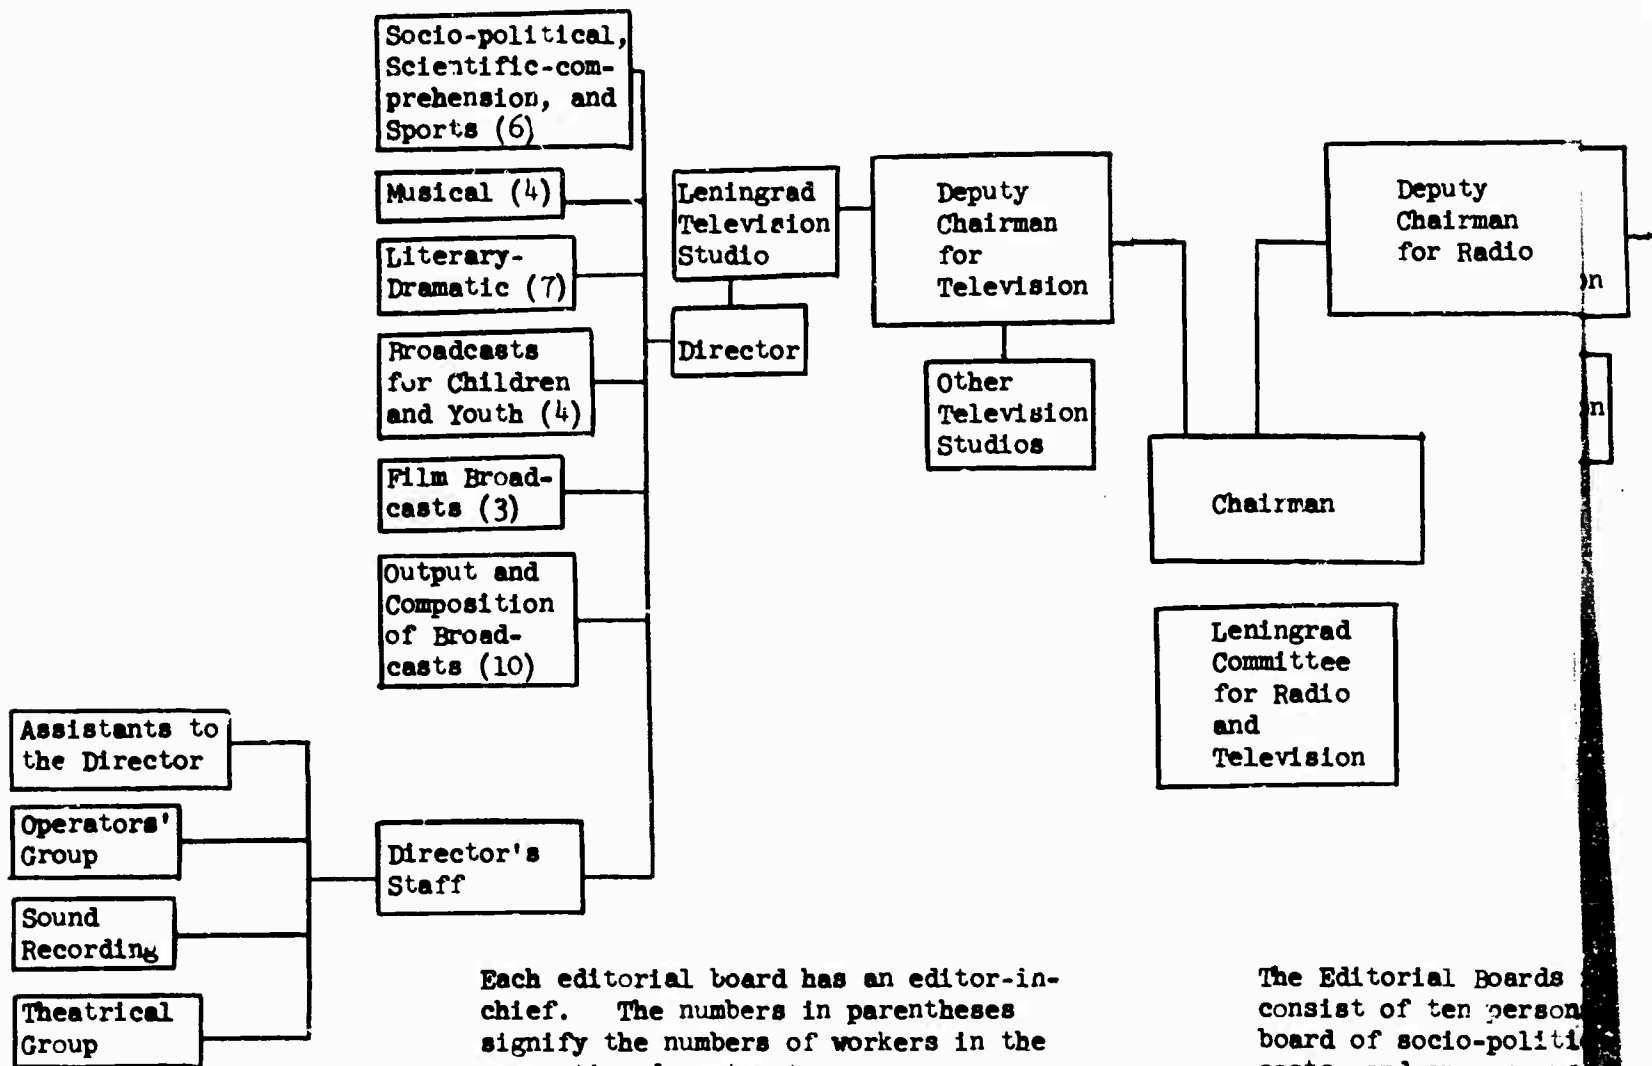 Socio-political,
Scientific-com-
prehension, and
Sports (6)
Musical (4)
Literary-
Dramatic (7)
Broadcasts
for Children
and Youth (4)
Film Broad-
casts (3)
Output and
Composition
of Broad-
casts (10)
Assistants to
the Director
Operators'
Group
Sound
Recording
Theatrical
Group
Director's
Staff
Leningrad
Television
Studio
Director
Deputy
Chairman
for
Television
Other
Television
Studios
Deputy
Chairman
for Radio
Chairman
Leningrad
Committee
for Radio
and
Television
Each editorial board has an editor-in-
chief. The numbers in parentheses
signify the numbers of workers in the
The Editorial Boards
consist of ten person
board of socio-politi